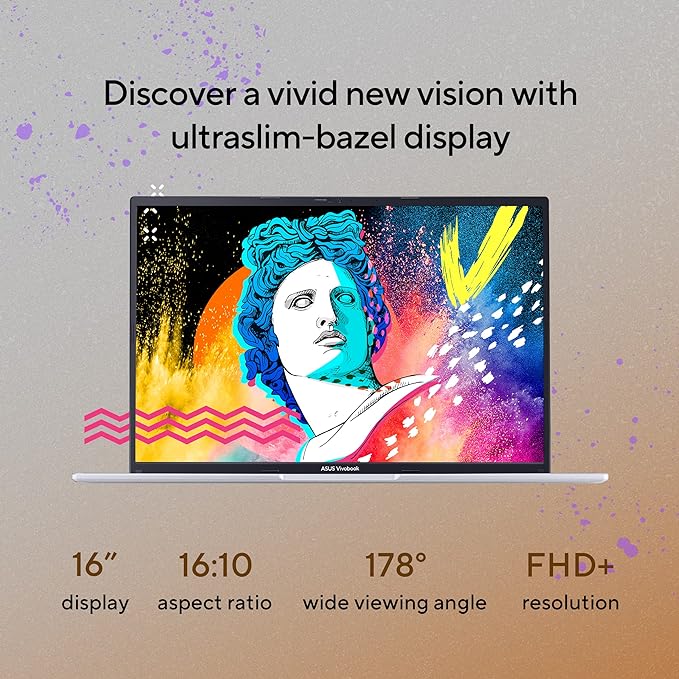 Discover a vivid new vision with
ultraslim-bazel display
ASUS Vivobook
16” 16:10 178° FHD+
display aspect ratio wide viewing angle resolution